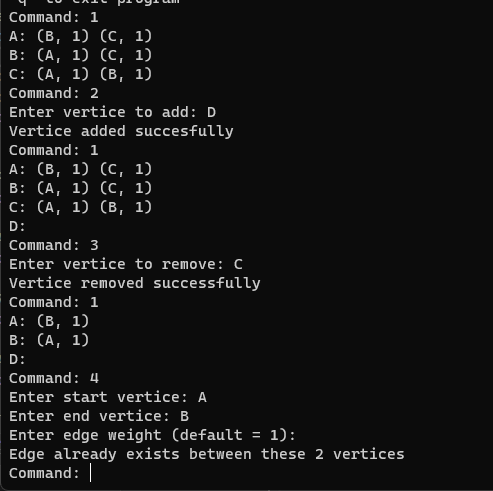 "q" to exit program
Command: 1
A: (B, 1) (C, 1)
B: (A, 1) (C, 1)
C: (A, 1) (B, 1)
Command: 2
Enter vertice to add: D
Vertice added succesfully
Command: 1
A: (B, 1) (C, 1)
B: (A, 1) (C, 1)
C: (A, 1) (B, 1)
D:
Command: 3
Enter vertice to remove: C
Vertice removed successfully
Command: 1
A: (B, 1)
B: (A, 1)
D:
Command: 4
Enter start vertice: A
Enter end vertice: B
Enter edge weight (default = 1):
Edge already exists between these 2 vertices
Command: